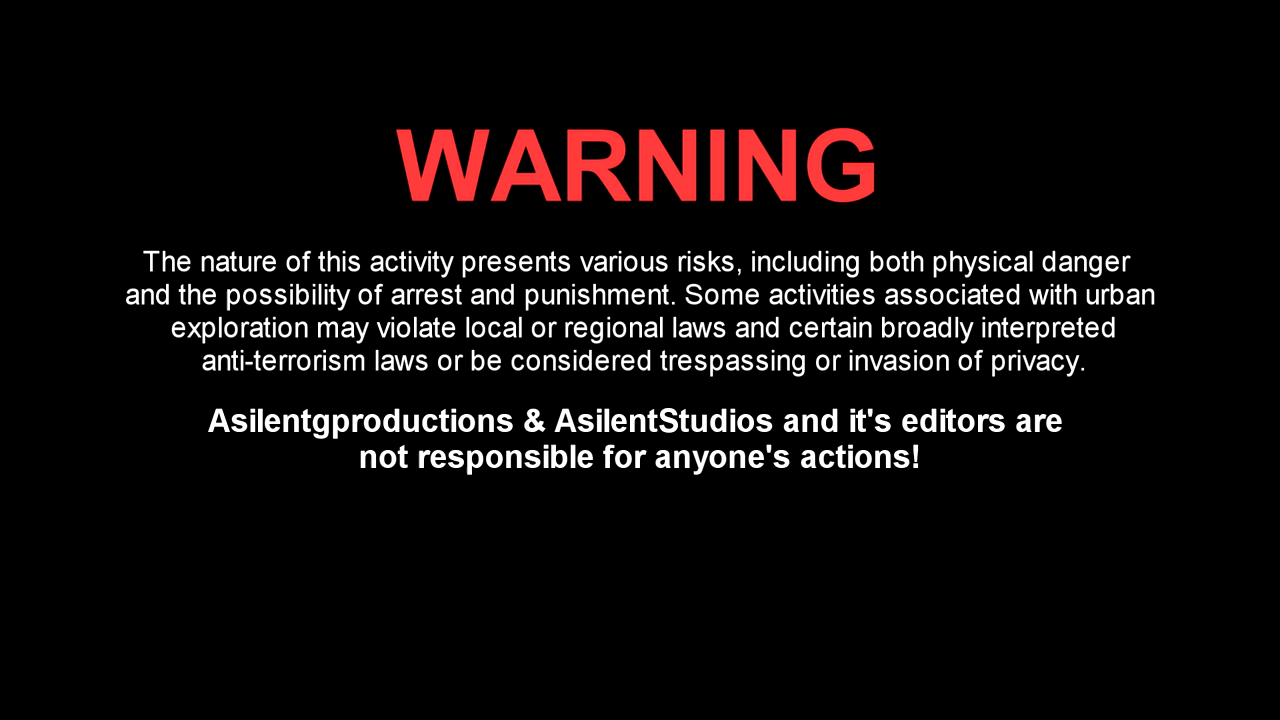 WARNING
The nature of this activity presents various risks, including both physical danger
and the possibility of arrest and punishment. Some activities associated with urban
exploration may violate local or regional laws and certain broadly interpreted
anti-terrorism laws or be considered trespassing or invasion of privacy.
Asilentgproductions & AsilentStudios and it's editors are
not responsible for anyone's actions!